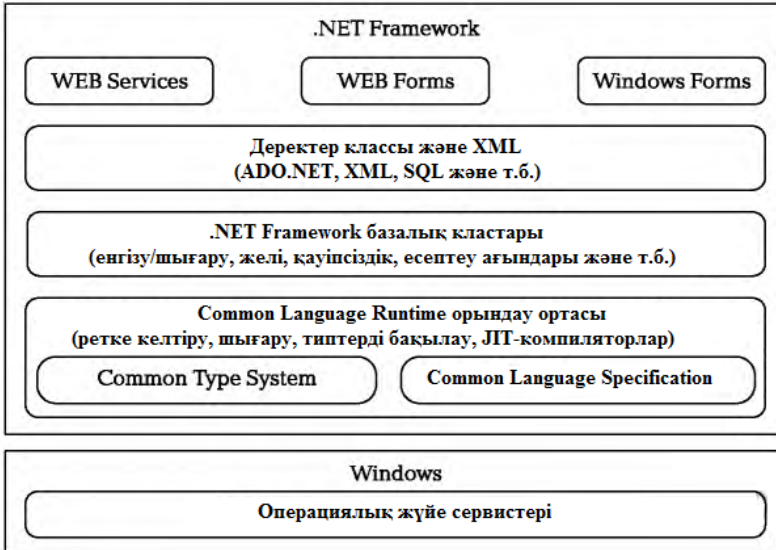 .NET Framework
WEB Services
WEB Forms
Windows Forms
Деректер классы және XML
(ADO.NET, XML, SQL және т.б.)
.NET Framework базалық кластары
(енгізу/шығару, желі, қауіпсіздік, есептеу ағындары және т.б.)
Common Language Runtime орындау ортасы
(ретке келтіру, шығару, типтерді бақылау, JIT-компиляторлар)
Common Type System
Common Language Specification
Windows
Операциялық жүйе сервистері